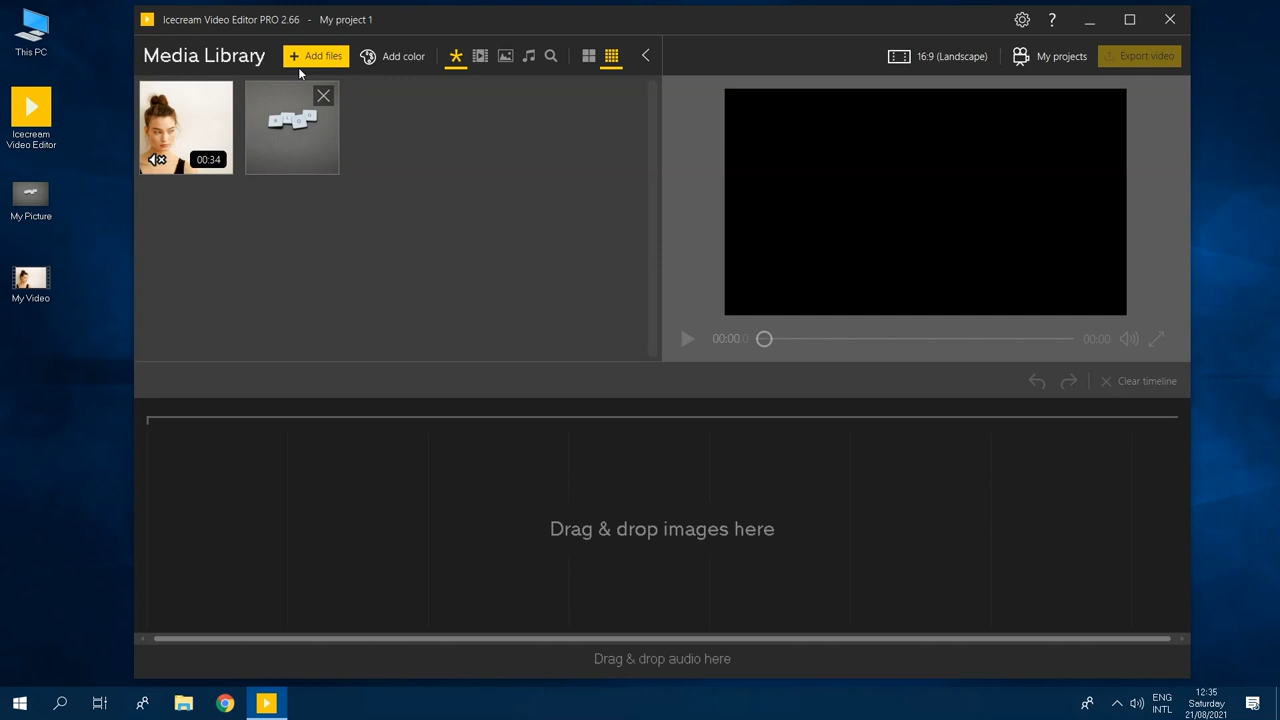 This PC
Icecream Video Editor
My Picture
My Video
Icecream Video Editor PRO 2.66 - My project 1
Media Library
+ Add files
Add color
16:9 (Landscape)
My projects
Export video
00:34
00:00.0
00:00
Clear timeline
Drag & drop images here
Drag & drop audio here
ENG
INTL
12:35
Saturday
21/08/2021